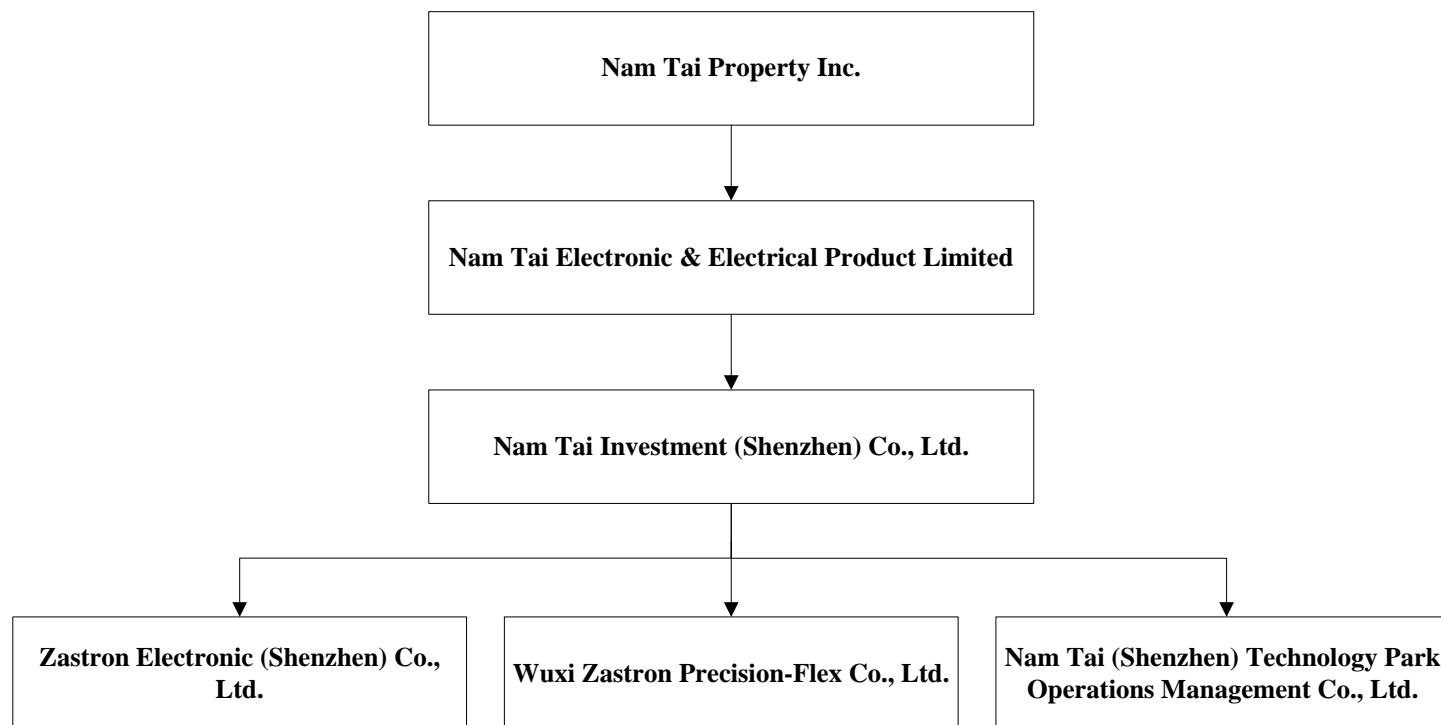 Nam Tai Property Inc.
Nam Tai Electronic & Electrical Product Limited
Nam Tai Investment (Shenzhen) Co., Ltd.
Zastron Electronic (Shenzhen) Co.,
Ltd.
Wuxi Zastron Precision-Flex Co., Ltd.
Nam Tai (Shenzhen) Technology Park
Operations Management Co., Ltd.